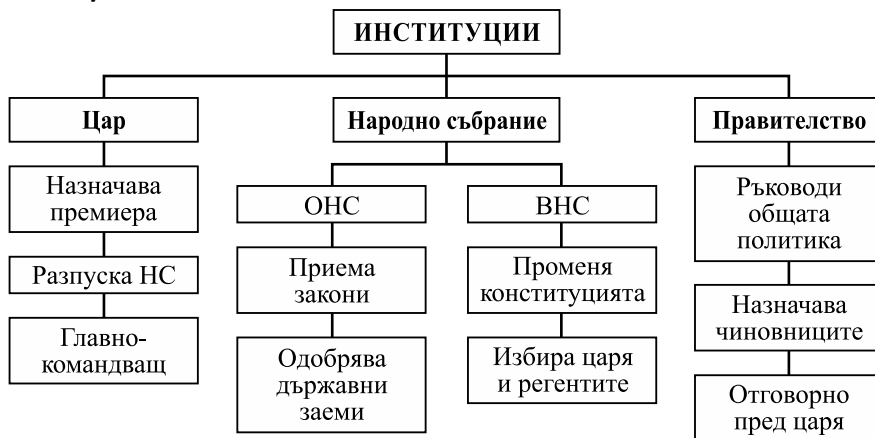 ИНСТИТУЦИИ
Цар
Назначава
премиера
Разпуска НС
Главно-
командващ
Народно събрание
ОНС
Приема
закони
Одобрява
държавни
заеми
ВНС
Променя
конституцията
Избира царя
и регентите
Правителство
Ръководи
общата
политика
Назначава
чиновниците
Отговорно
пред царя